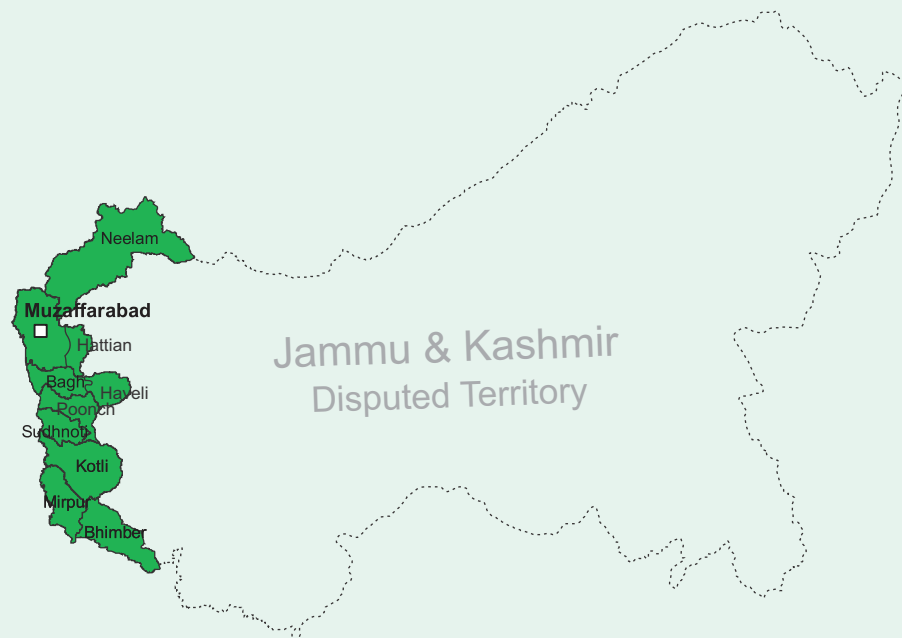 Neelam
Muzaffarabad
Hattian
Jammu & Kashmir
Disputed Territory
Bagh
Haveli
Poonch
Sudhnoti
Kotli
Mirpur
Bhimber